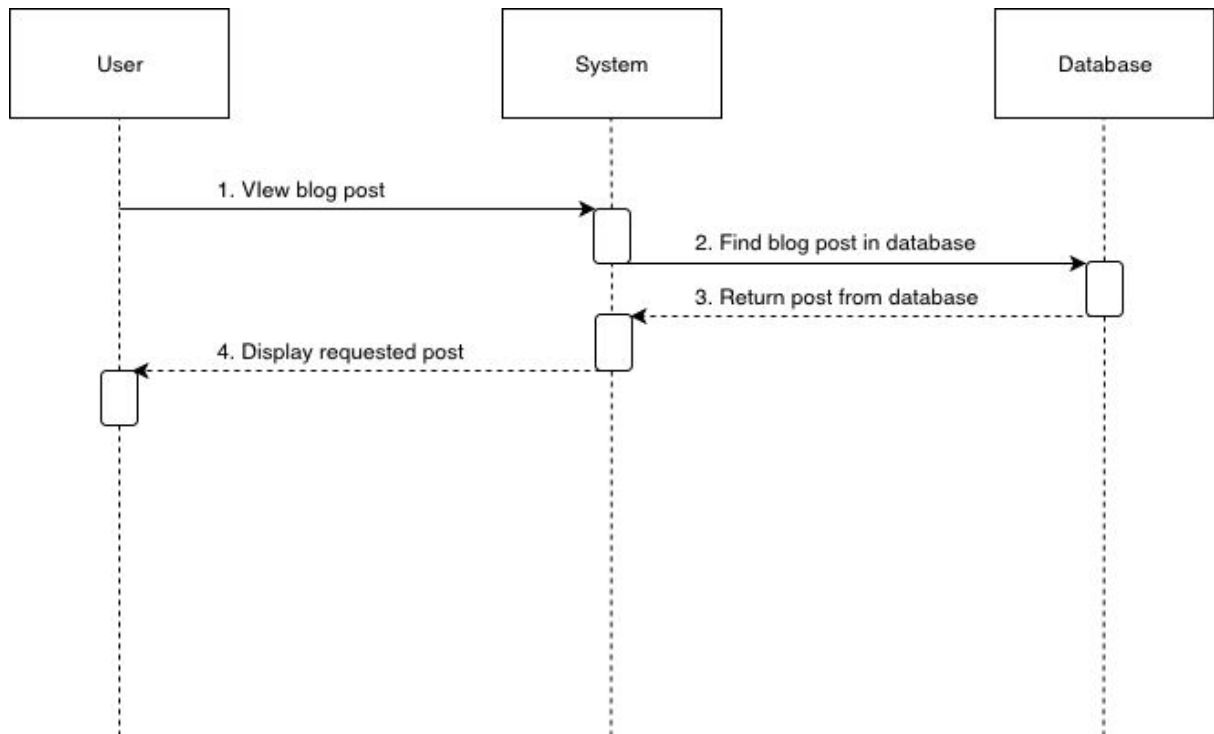 User
System
Database
1. VIew blog post
2. Find blog post in database
3. Return post from database
4. Display requested post